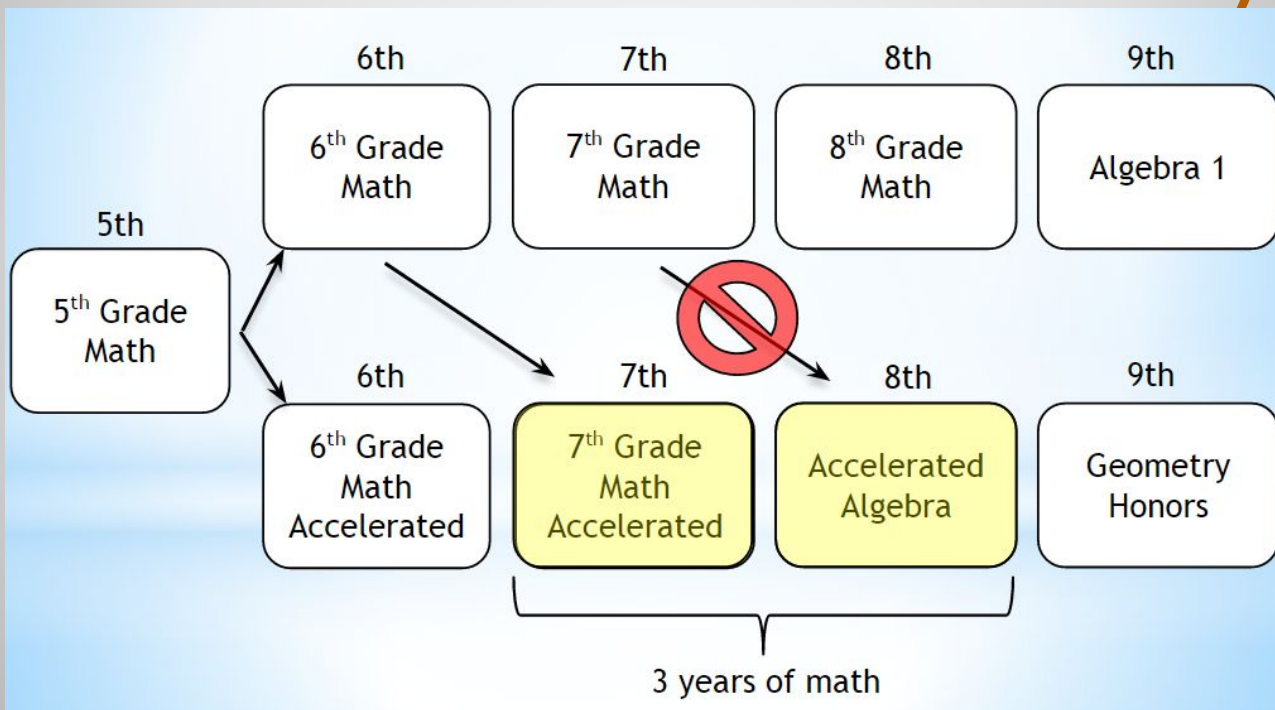 6th
7th
8th
9th
6th Grade
Math
7th Grade
Math
8th Grade
Math
Algebra 1
5th
5th Grade
Math
6th
7th
8th
9th
6th Grade
Math
Accelerated
7th Grade
Math
Accelerated
Accelerated
Algebra
Geometry
Honors
3 years of math